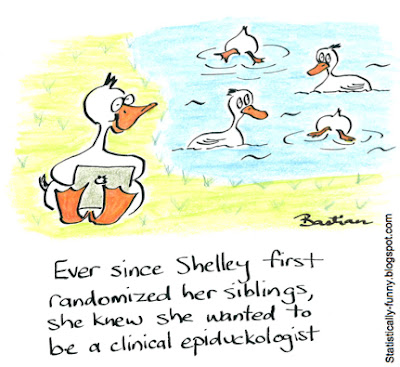 Bastian
Statistically-funny.blogspot.com
Ever since Shelley first
randomized her siblings,
she knew she wanted to
be a clinical epiduckologist